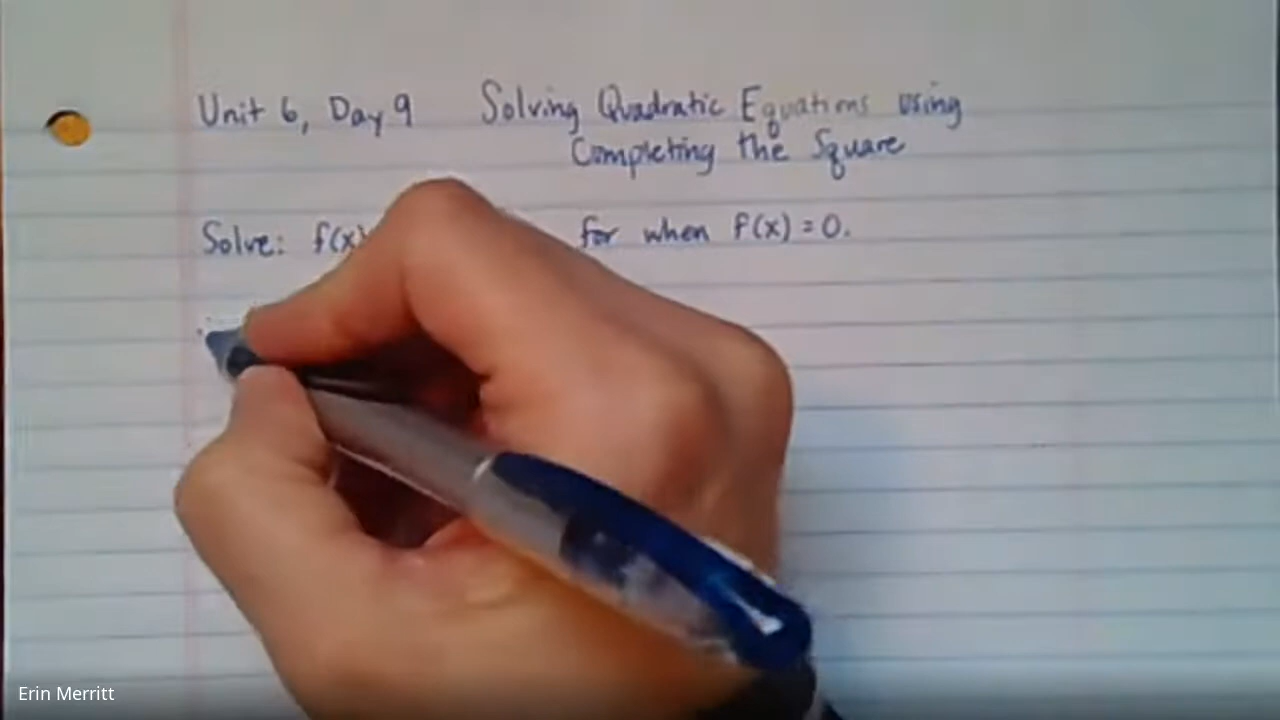 Unit 6, Day 9 Solving Quadratic Equations using
Completing the Square
Solve: f(x) for when f(x) = 0.
Erin Merritt